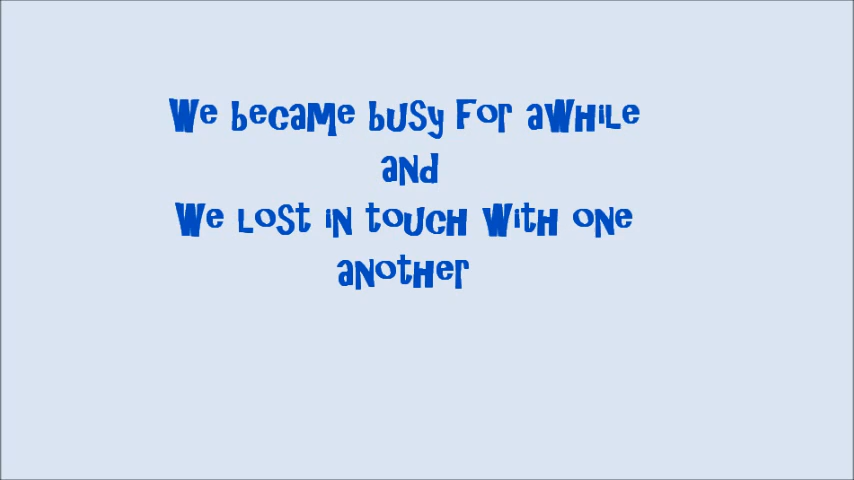 We became busy for awhile
and
We lost in touch with one
another